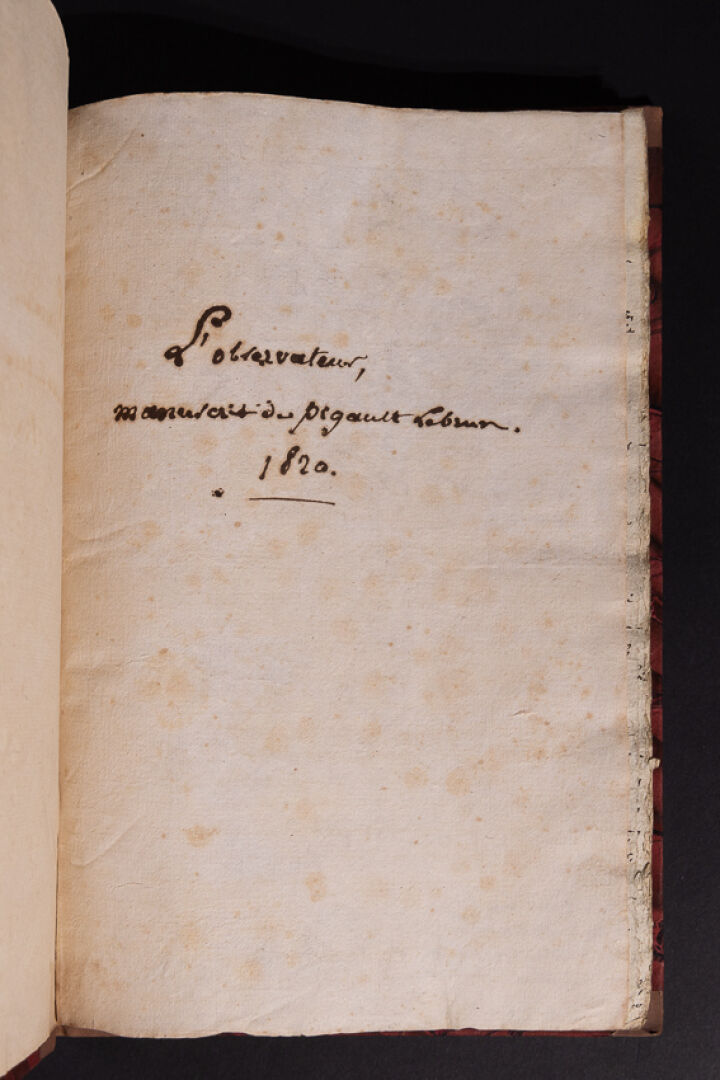 L'observateur,
manuscrit de pigault Lebrun.
1820.